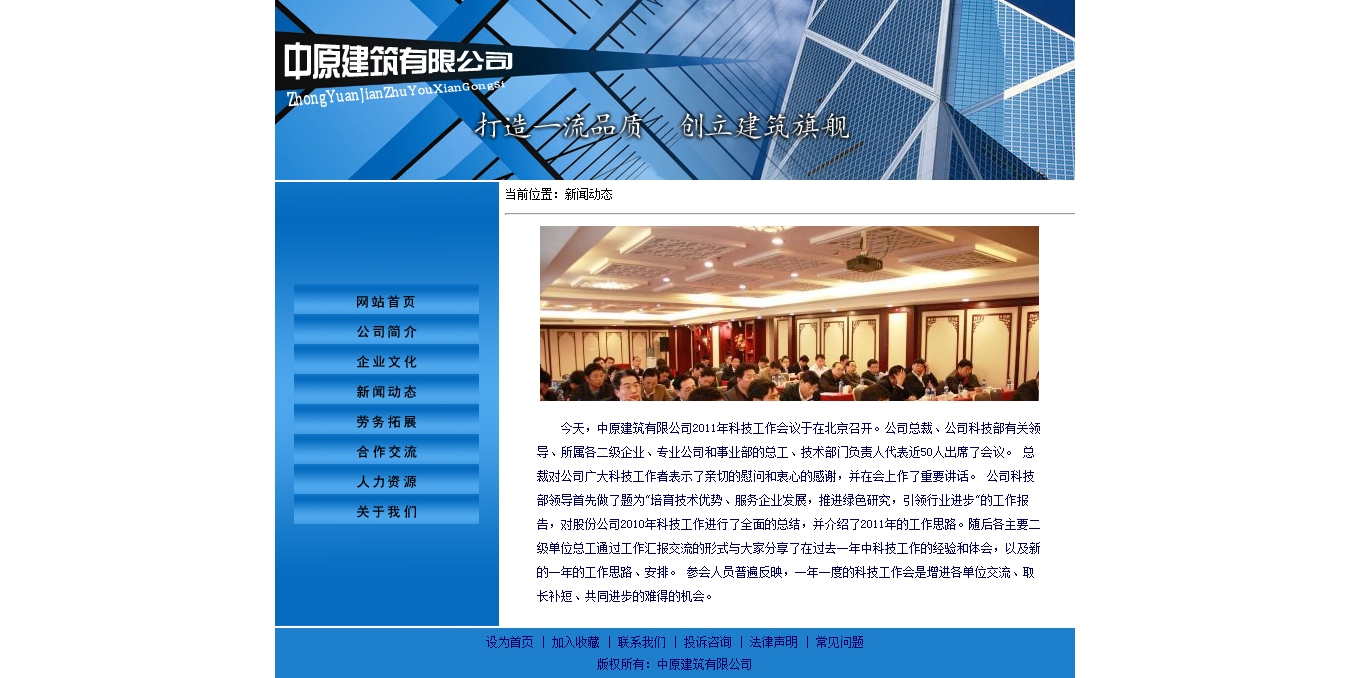 中原建筑有限公司
ZhongYuanJianZhuYouXianGongSi
打造一流品质 创立建筑旗舰
当前位置：新闻动态
网站首页
公司简介
企业文化
新闻动态
劳务拓展
合作交流
人力资源
关于我们
今天，中原建筑有限公司2011年科技工作会议于在北京召开。公司总裁、公司科技部有关领
导、所属各二级企业、专业公司和事业部的总工、技术部门负责人代表近50人出席了会议。 总
裁对公司广大科技工作者表示了亲切的慰问和衷心的感谢，并在会上作了重要讲话。 公司科技
部领导首先做了题为“培育技术优势、服务企业发展，推进绿色研究，引领行业进步”的工作报
告，对股份公司2010年科技工作进行了全面的总结，并介绍了2011年的工作思路。随后各主要二
级单位总工通过工作汇报交流的形式与大家分享了在过去一年中科技工作的经验和体会，以及新
的一年的工作思路、安排。 参会人员普遍反映，一年一度的科技工作会是增进各单位交流、取
长补短、共同进步的难得的机会。
设为首页 | 加入收藏 | 联系我们 | 投诉咨询 | 法律声明 | 常见问题
版权所有：中原建筑有限公司